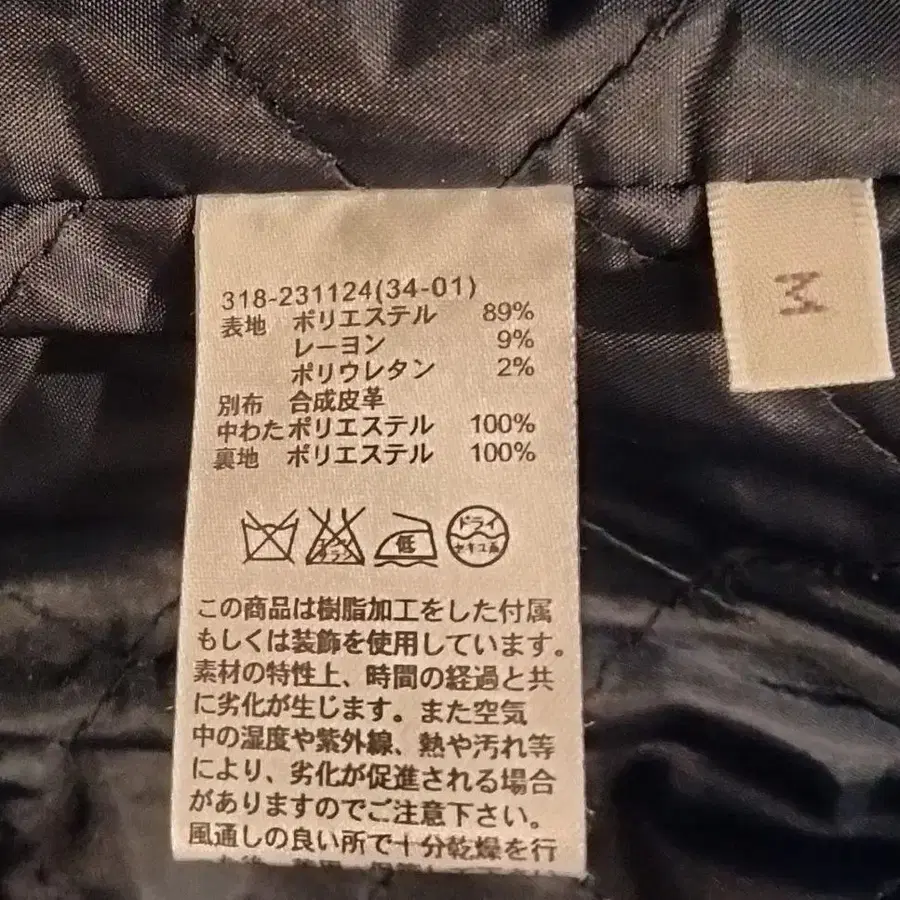 318-231124(34-01)
表地 ポリエステル 89%
レーヨン 9%
ポリウレタン 2%
別布 合成皮革
中わた ポリエステル 100%
裏地 ポリエステル 100%
低
ドライ
セキユ系
この商品は樹脂加工をした付属
もしくは装飾を使用しています。
素材の特性上、時間の経過と共
に劣化が生じます。また空気
中の湿度や紫外線、熱や汚れ等
により、劣化が促進される場合
がありますのでご注意下さい。
風通しの良い所で十分乾燥を行
M